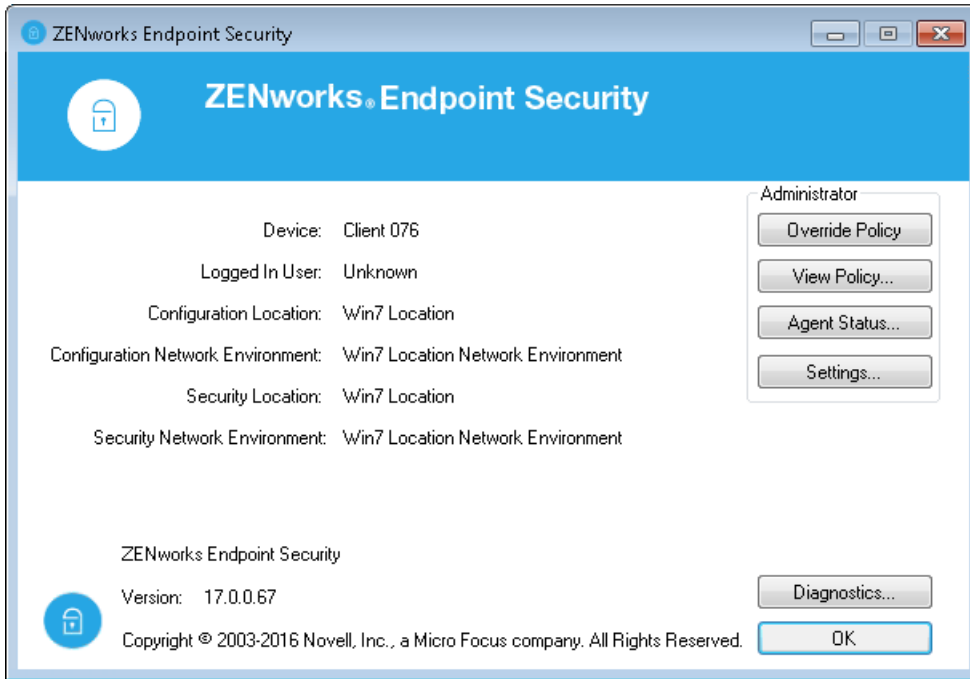 ZENworks Endpoint Security
ZENworks® Endpoint Security
Administrator
Device: Client 076
Override Policy
Logged In User: Unknown
View Policy...
Configuration Location: Win7 Location
Agent Status...
Configuration Network Environment: Win7 Location Network Environment
Settings...
Security Location: Win7 Location
Security Network Environment: Win7 Location Network Environment
ZENworks Endpoint Security
Version: 17.0.0.67
Diagnostics...
Copyright © 2003-2016 Novell, Inc., a Micro Focus company. All Rights Reserved.
OK